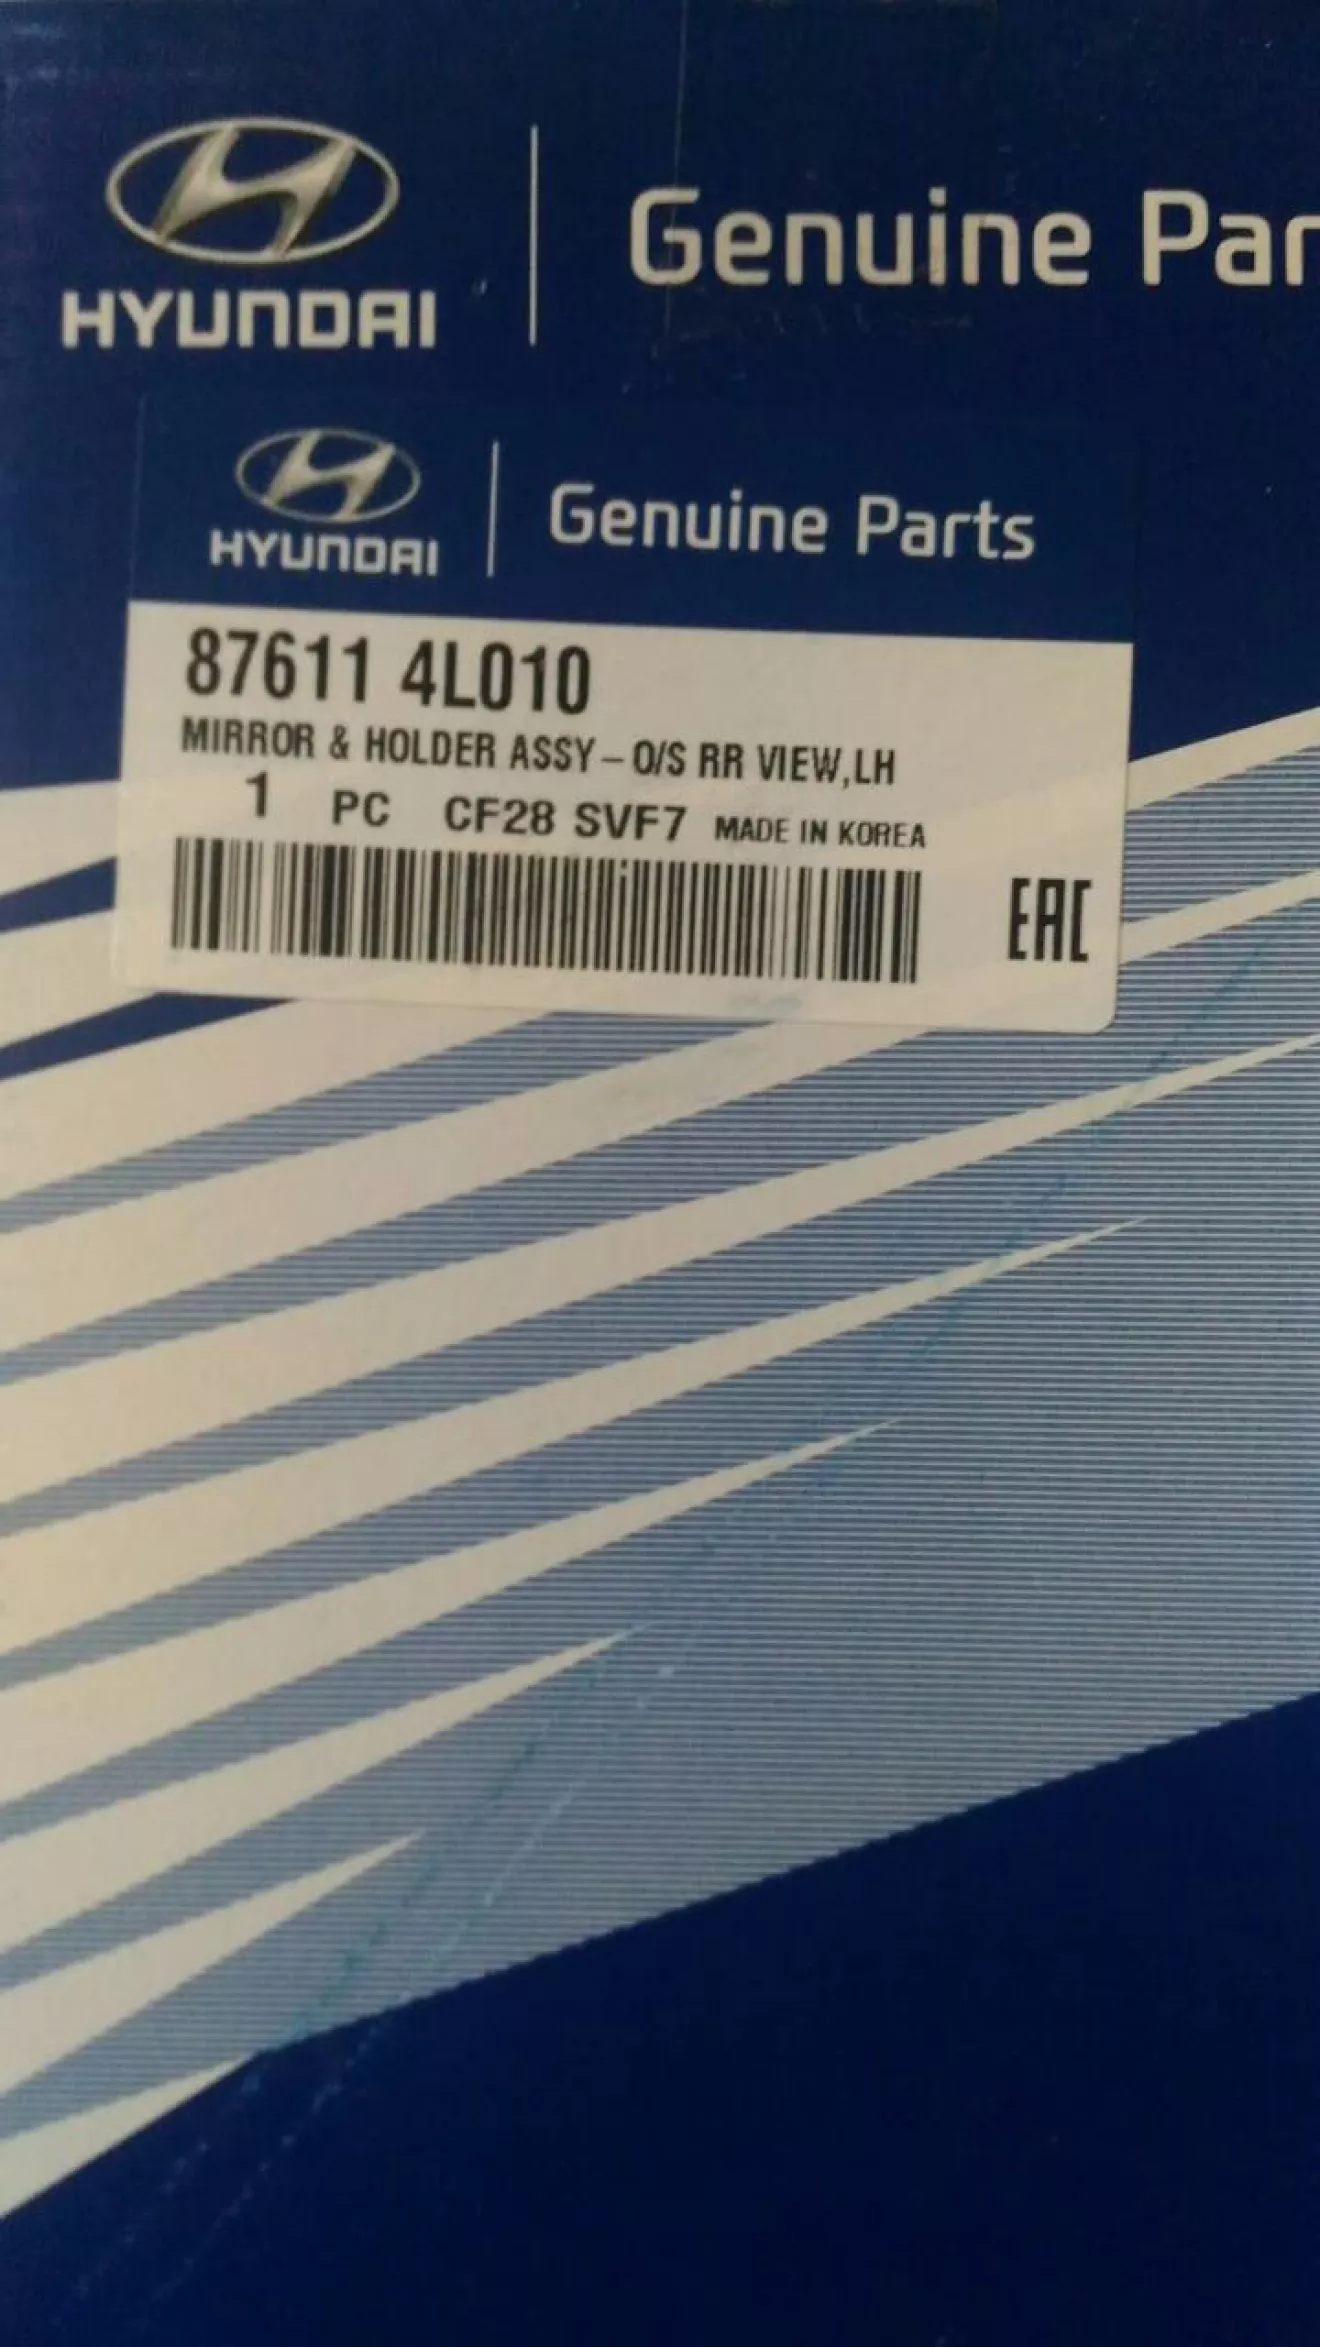 HYUNDAI
Genuine Par
HYUNDAI
Genuine Parts
87611 4L010
MIRROR & HOLDER ASSY – O/S RR VIEW,LH
1 PC CF28 SVF7 MADE IN KOREA
EAC